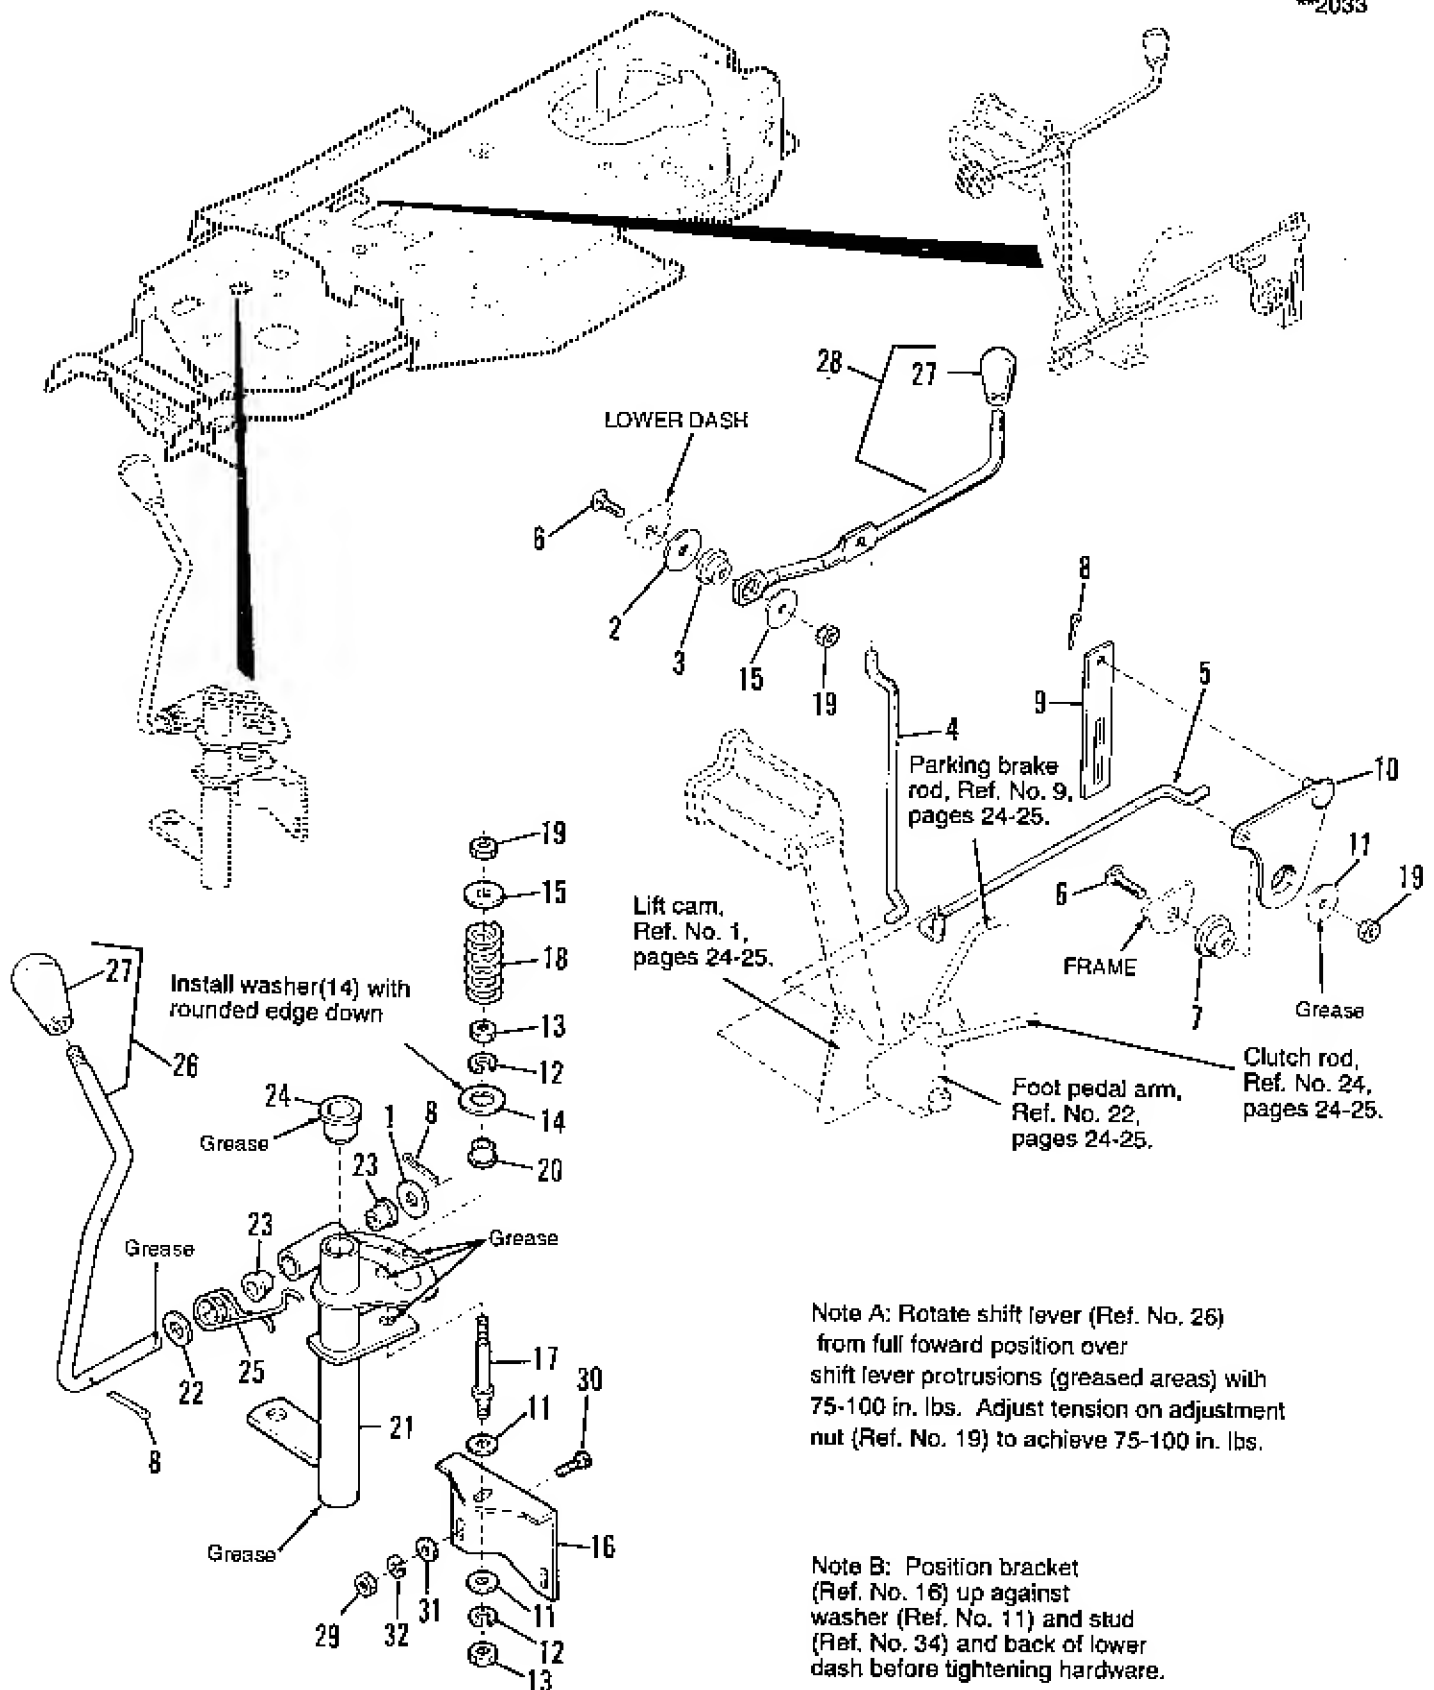 **2033
28
27
LOWER DASH
6
2
3
15
19
8
9
5
4
10
Parking brake
rod, Ref. No. 9,
pages 24-25.
11
6
19
Lift cam,
Ref. No. 1,
pages 24-25.
FRAME
7
Grease
Clutch rod,
Ref. No. 24,
pages 24-25.
Foot pedal arm,
Ref. No. 22,
pages 24-25.
19
15
18
13
12
14
20
27
26
Install washer(14) with
rounded edge down
24
Grease
1
8
23
Grease
23
Grease
25
22
8
21
17
30
11
16
Grease
29
32
31
11
12
13
Note A: Rotate shift lever (Ref. No. 26)
from full foward position over
shift lever protrusions (greased areas) with
75-100 in. lbs. Adjust tension on adjustment
nut (Ref. No. 19) to achieve 75-100 in. lbs.
Note B: Position bracket
(Ref. No. 16) up against
washer (Ref. No. 11) and stud
(Ref. No. 34) and back of lower
dash before tightening hardware.